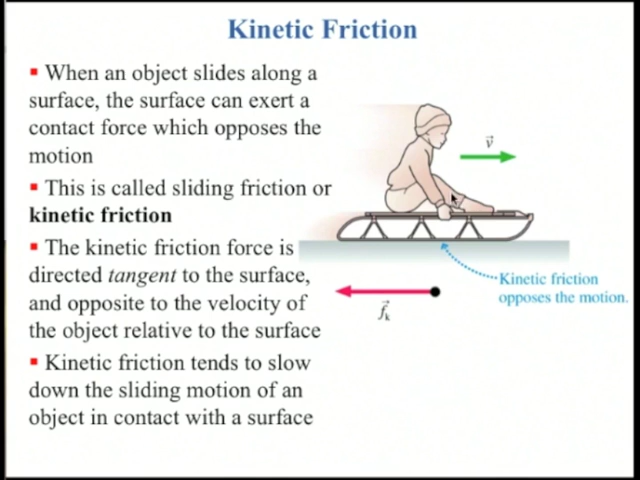 Kinetic Friction
▪ When an object slides along a
surface, the surface can exert a
contact force which opposes the
motion
▪ This is called sliding friction or
kinetic friction
▪ The kinetic friction force is
directed tangent to the surface,
and opposite to the velocity of
the object relative to the surface
▪ Kinetic friction tends to slow
down the sliding motion of an
object in contact with a surface
v⃗
Kinetic friction
opposes the motion.
f⃗ₖ